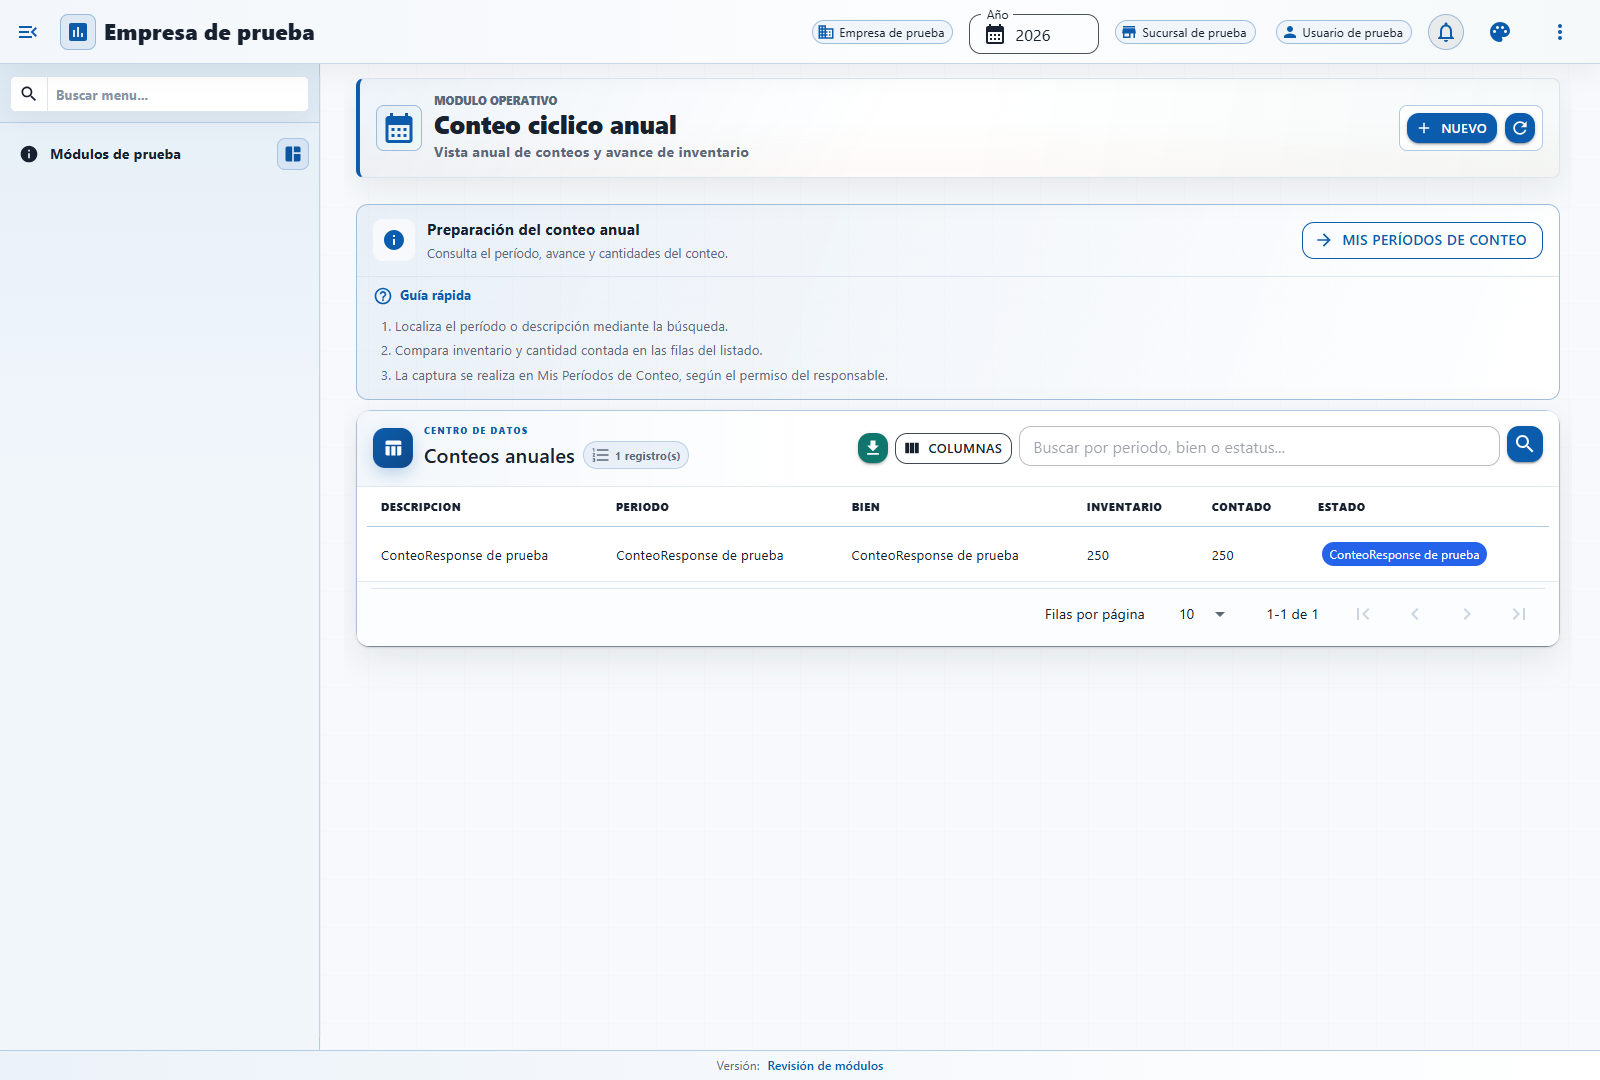 Empresa de prueba
Empresa de prueba
Año
2026
Sucursal de prueba
Usuario de prueba
Buscar menu...
Módulos de prueba
MODULO OPERATIVO
Conteo ciclico anual
Vista anual de conteos y avance de inventario
NUEVO
Preparación del conteo anual
Consulta el período, avance y cantidades del conteo.
MIS PERÍODOS DE CONTEO
Guía rápida
1. Localiza el período o descripción mediante la búsqueda.
2. Compara inventario y cantidad contada en las filas del listado.
3. La captura se realiza en Mis Períodos de Conteo, según el permiso del responsable.
CENTRO DE DATOS
Conteos anuales
1 registro(s)
COLUMNAS
Buscar por periodo, bien o estatus...
DESCRIPCION PERIODO BIEN INVENTARIO CONTADO ESTADO
ConteoResponse de prueba ConteoResponse de prueba ConteoResponse de prueba 250 250 ConteoResponse de prueba
Filas por página 10 1-1 de 1
Versión: Revisión de módulos